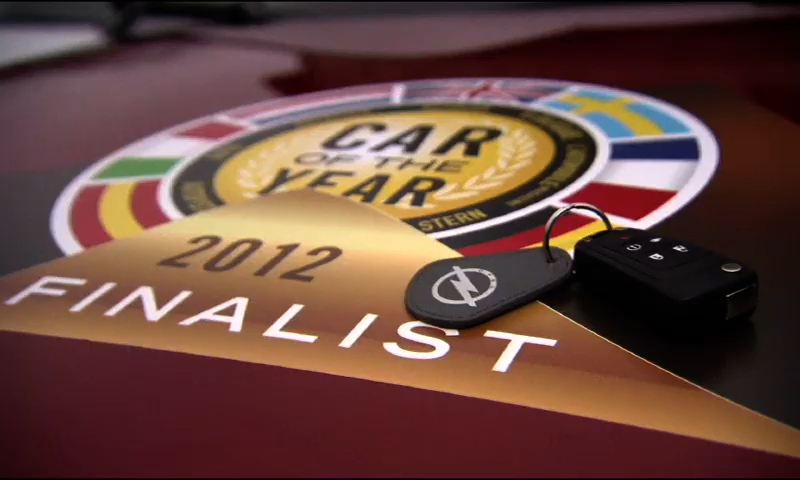 CAR
OF THE
YEAR
STERN
2012
FINALIST